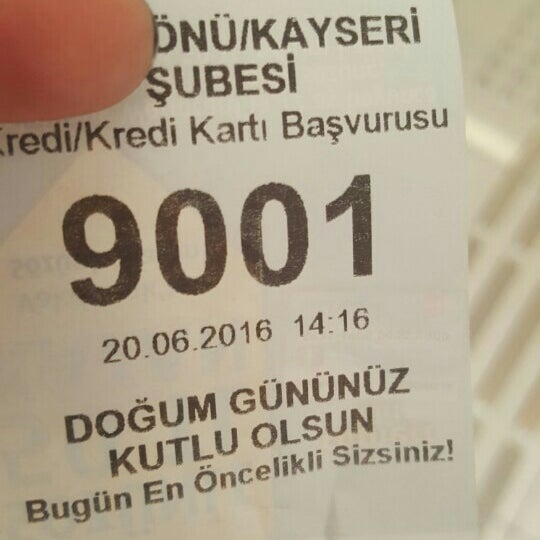 ÖNÜ/KAYSERİ
ŞUBESİ
Kredi/Kredi Kartı Başvurusu
9001
20.06.2016 14:16
DOĞUM GÜNÜNÜZ
KUTLU OLSUN
Bugün En Öncelikli Sizsiniz!